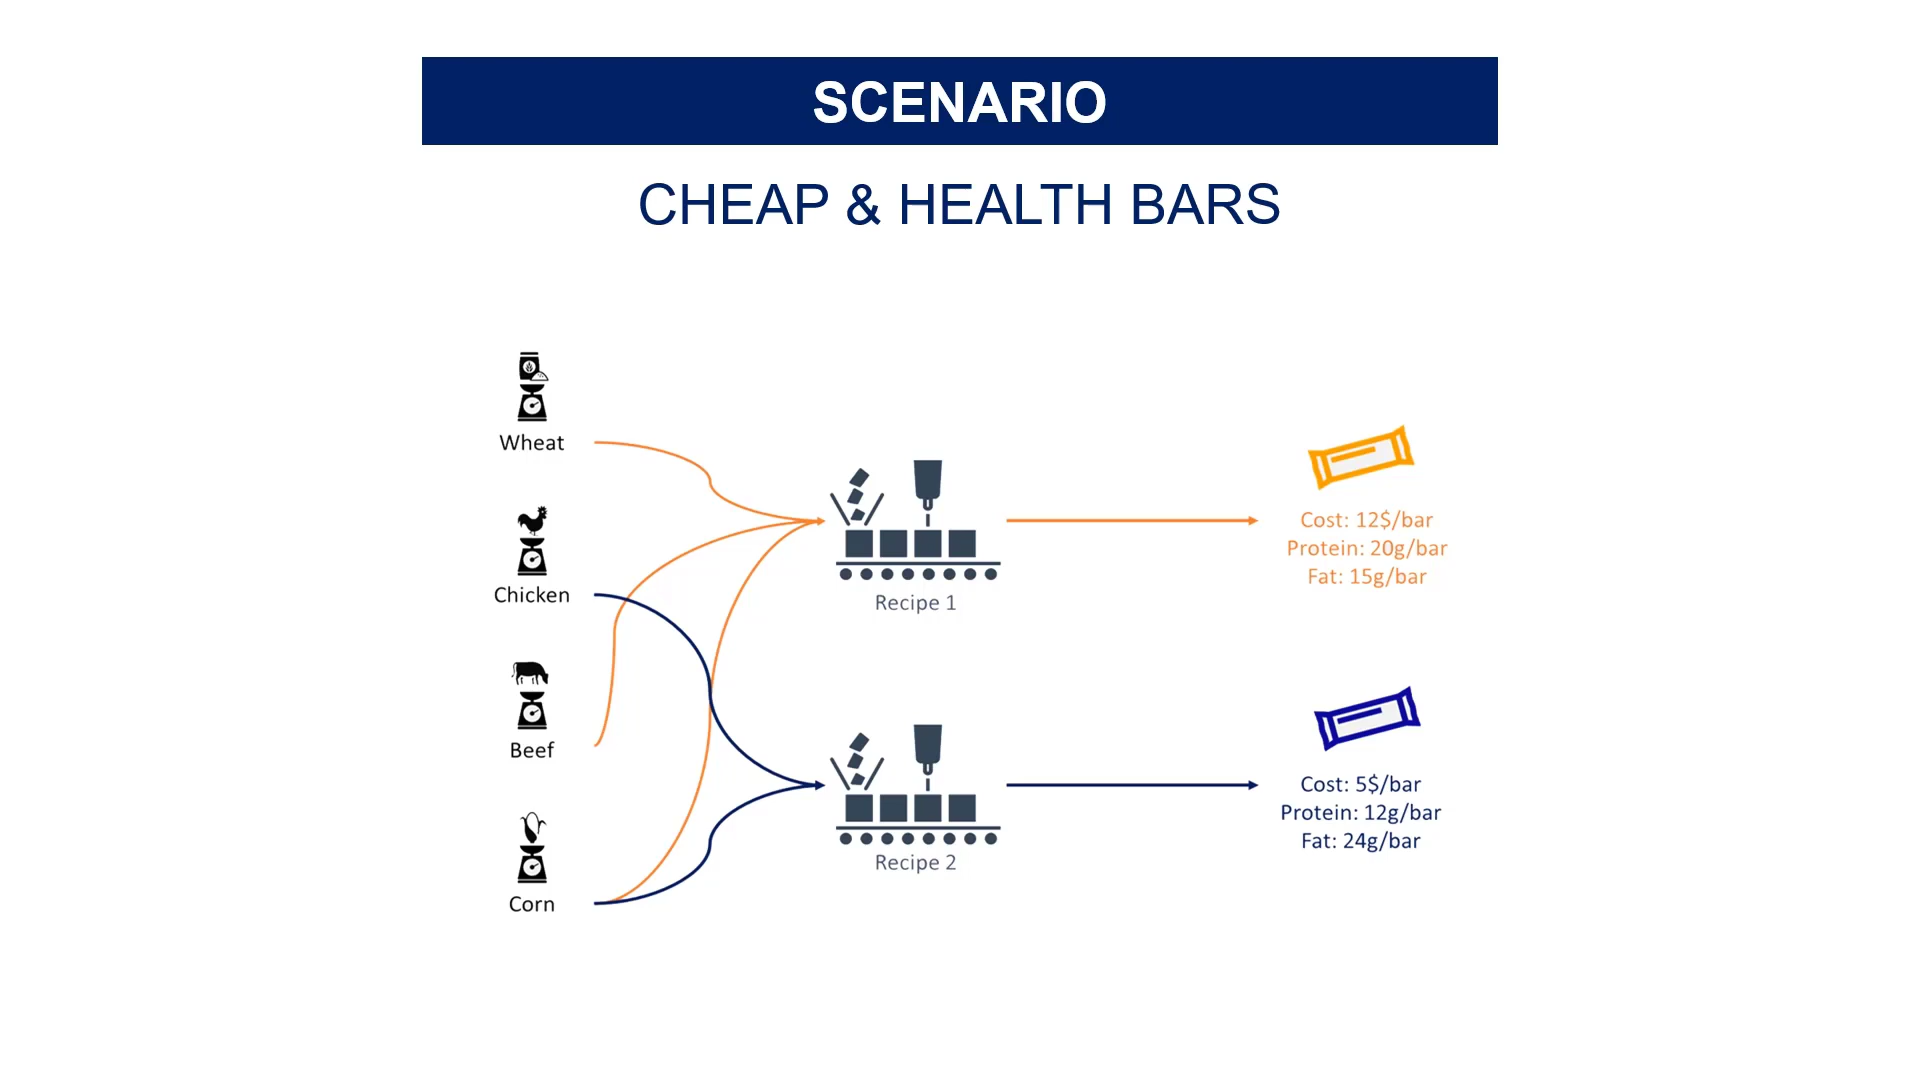 SCENARIO
CHEAP & HEALTH BARS
Wheat
Chicken
Beef
Corn
Recipe 1
Recipe 2
Cost: 12$/bar
Protein: 20g/bar
Fat: 15g/bar
Cost: 5$/bar
Protein: 12g/bar
Fat: 24g/bar